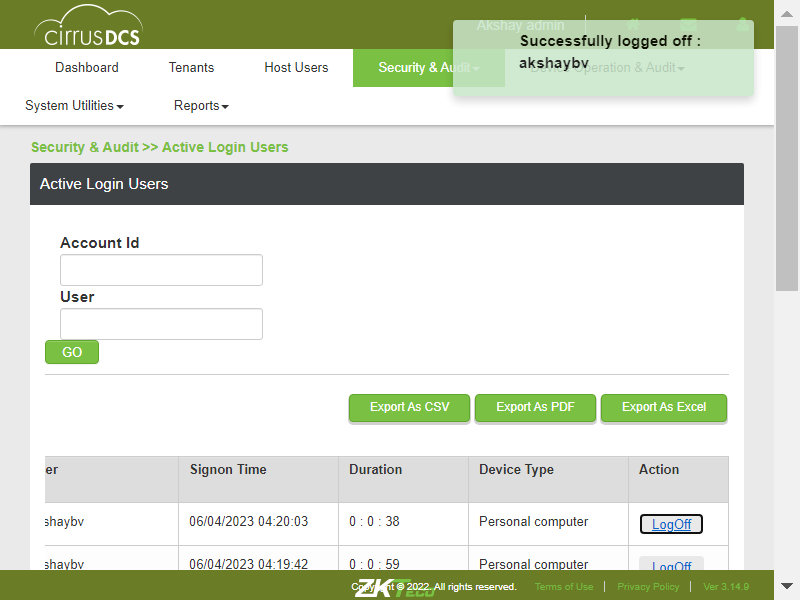 cirrusDCS
Akshay admin
Successfully logged off :
akshaybv
Dashboard Tenants Host Users Security & Audit Device Operation & Audit
System Utilities Reports
Security & Audit >> Active Login Users
Active Login Users
Account Id
User
GO
Export As CSV Export As PDF Export As Excel
er Signon Time Duration Device Type Action
shaybv 06/04/2023 04:20:03 0 : 0 : 38 Personal computer LogOff
shaybv 06/04/2023 04:19:42 0 : 0 : 59 Personal computer LogOff
ZKTeco
Copyright © 2022. All rights reserved. Terms of Use | Privacy Policy | Ver 3.14.9